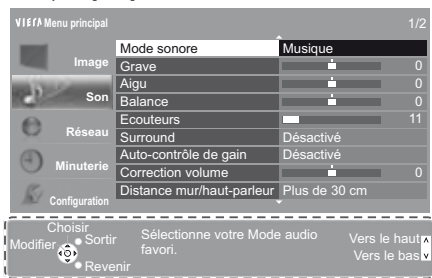 VIErA Menu principal 1/2
Image
Son
Réseau
Minuterie
Configuration
Mode sonore Musique
Grave 0
Aigu 0
Balance 0
Ecouteurs 11
Surround Désactivé
Auto-contrôle de gain Désactivé
Correction volume 0
Distance mur/haut-parleur Plus de 30 cm
Choisir
Modifier
Sortir
Revenir
Sélectionne votre Mode audio
favori.
Vers le haut
Vers le bas